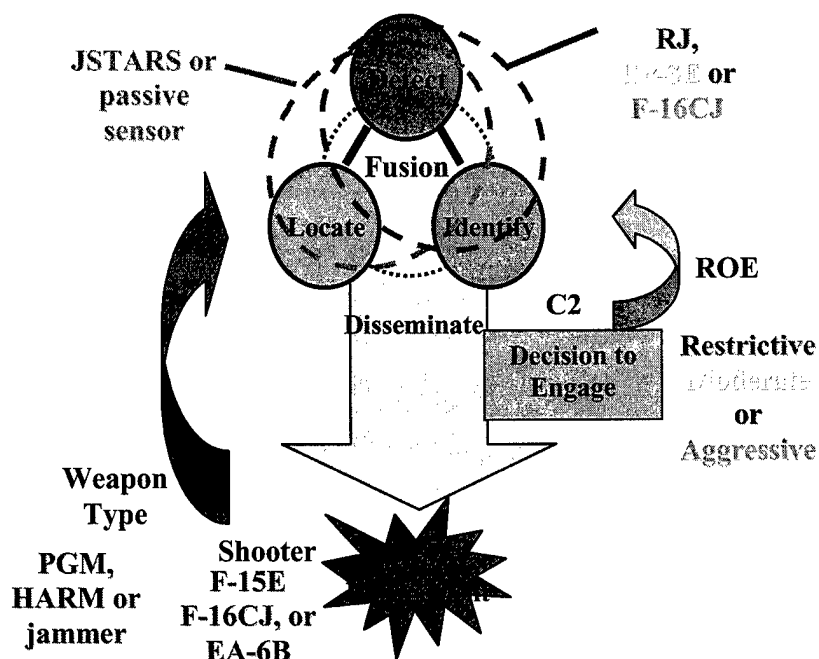 JSTARS or
passive
sensor
Detect
RJ,
or
F-16CJ
Fusion
Locate
Identify
ROE
C2
Disseminate
Decision to
Engage
Restrictive
Moderate
or
Aggressive
Weapon
Type
PGM,
HARM or
jammer
Shooter
F-15E
F-16CJ, or
EA-6B